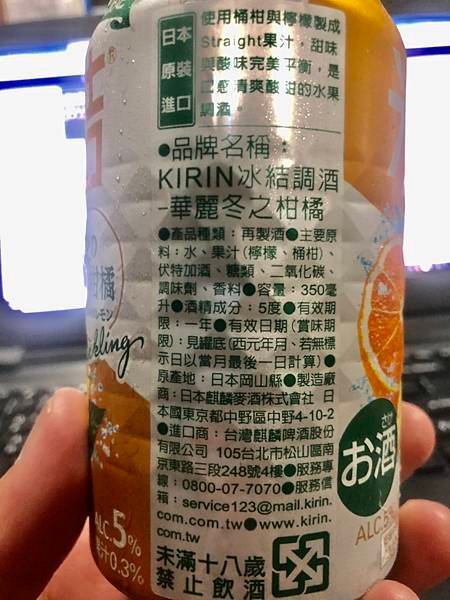 日本原裝進口
使用桶柑與檸檬製成
Straight果汁，甜味
與酸味完美平衡，是
口感清爽酸甜的水果
調酒。
●品牌名稱：
KIRIN冰結調酒
-華麗冬之柑橘
●產品種類：再製酒●主要原
料：水、果汁(檸檬、桶柑)、
伏特加酒、糖類、二氧化碳、
調味劑、香料●容量：350毫
升●酒精成分：5度●有效期
限：一年●有效日期(賞味期
限)：見罐底(西元年月、若無標
示日以當月最後一日計算)●
原產地：日本岡山縣●製造廠
商：日本麒麟麥酒株式會社 日
本國東京都中野區中野4-10-2
●進口商：台灣麒麟啤酒股份
有限公司 105台北市松山區南
京東路三段248號4樓●服務專
線：0800-07-7070●服務信
箱：service123@mail.kirin.
com.com.tw●www.kirin.
com.tw
未滿十八歲
禁止飲酒
柑橘
レモン
ALC.5%
果汁0.3%
さけ
お酒
ALC.5%